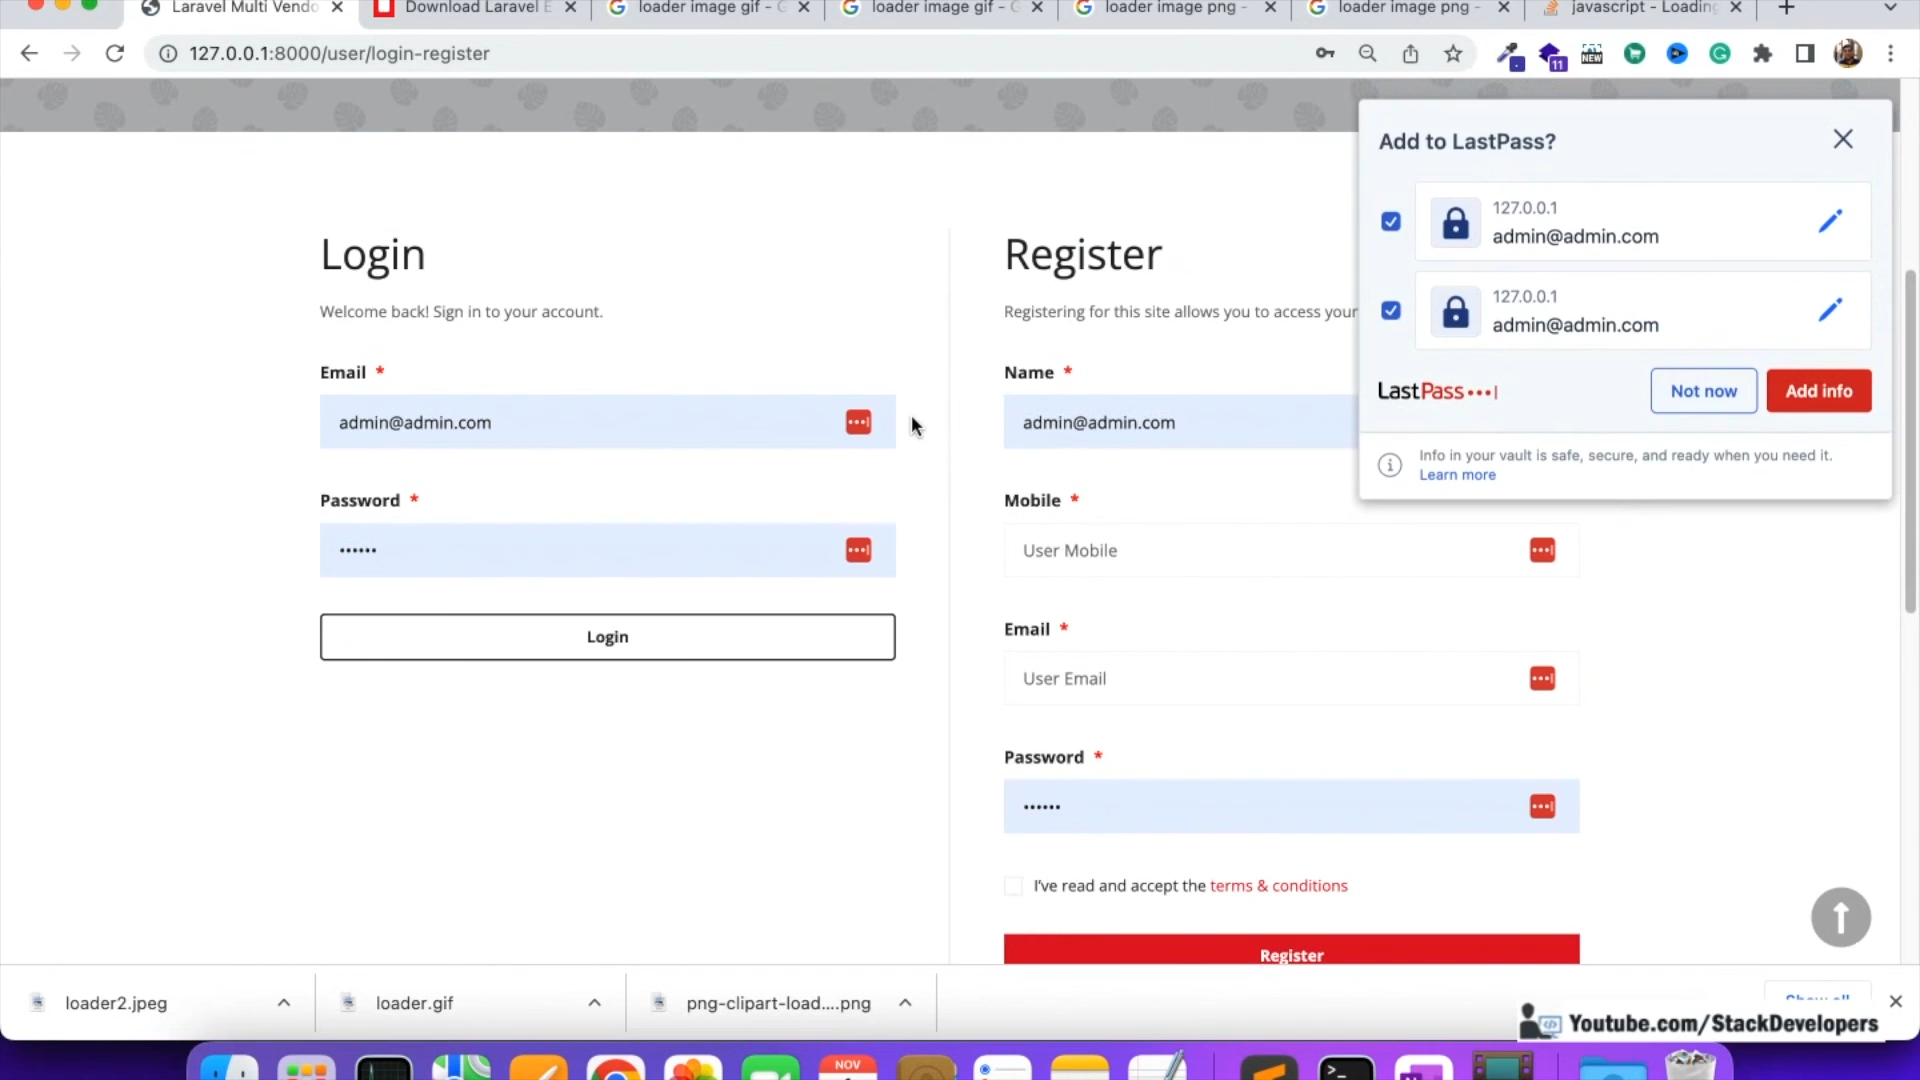 Laravel Multi Vendo
Download Laravel E
loader image gif - G
loader image gif - G
loader image png -
loader image png -
javascript - Loading
127.0.0.1:8000/user/login-register
11
NEW
Add to LastPass?
127.0.0.1
admin@admin.com
127.0.0.1
admin@admin.com
LastPass
Not now
Add info
Info in your vault is safe, secure, and ready when you need it.
Learn more
Login
Welcome back! Sign in to your account.
Email *
admin@admin.com
Password *
••••••
Login
Register
Registering for this site allows you to access your
Name *
admin@admin.com
Mobile *
User Mobile
Email *
User Email
Password *
••••••
I've read and accept the terms & conditions
Register
loader2.jpeg
loader.gif
png-clipart-load....png
Show all
Youtube.com/StackDevelopers
NOV